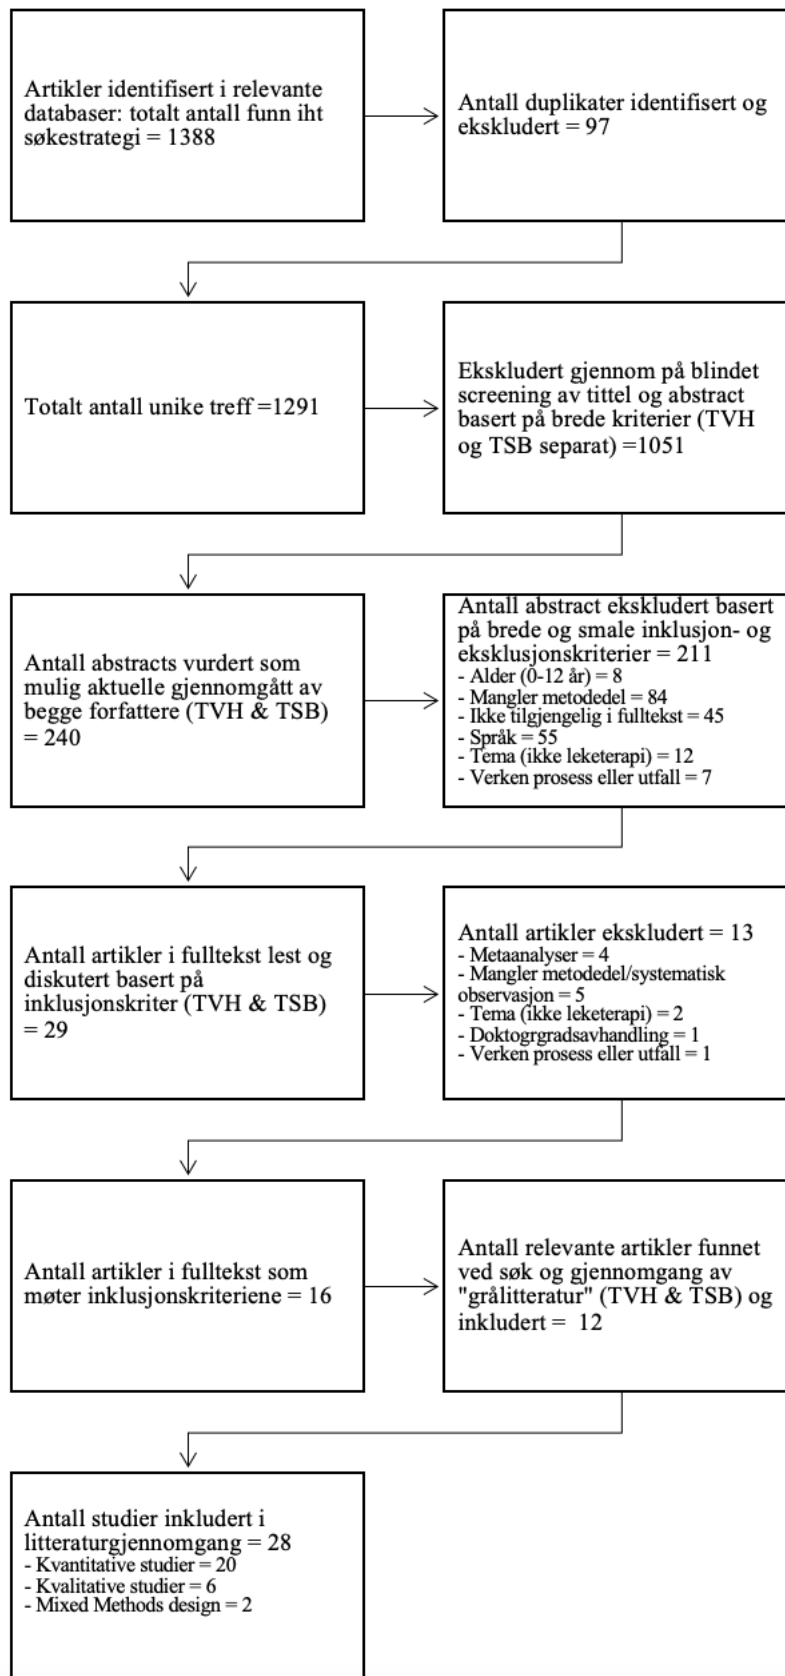 Artikler identifisert i relevante
databaser: totalt antall funn iht
søkestrategi = 1388
Antall duplikater identifisert og
ekskludert = 97
Totalt antall unike treff =1291
Ekskludert gjennom på blindet
screening av tittel og abstract
basert på brede kriterier (TVH
og TSB separat) =1051
Antall abstracts vurdert som
mulig aktuelle gjennomgått av
begge forfattere (TVH & TSB)
= 240
Antall abstract ekskludert basert
på brede og smale inklusjon- og
eksklusjonskriterier = 211
- Alder (0-12 år) = 8
- Mangler metodedel = 84
- Ikke tilgjengelig i fulltekst = 45
- Språk = 55
- Tema (ikke leketerapi) = 12
- Verken prosess eller utfall = 7
Antall artikler i fulltekst lest og
diskutert basert på
inklusjonskriter (TVH & TSB)
= 29
Antall artikler ekskludert = 13
- Metaanalyser = 4
- Mangler metodedel/systematisk
observasjon = 5
- Tema (ikke leketerapi) = 2
- Doktogrgradsavhandling = 1
- Verken prosess eller utfall = 1
Antall artikler i fulltekst som
møter inklusjonskriteriene = 16
Antall relevante artikler funnet
ved søk og gjennomgang av
"grålitteratur" (TVH & TSB) og
inkludert =  12
Antall studier inkludert i
litteraturgjennomgang = 28
- Kvantitative studier = 20
- Kvalitative studier = 6
- Mixed Methods design = 2